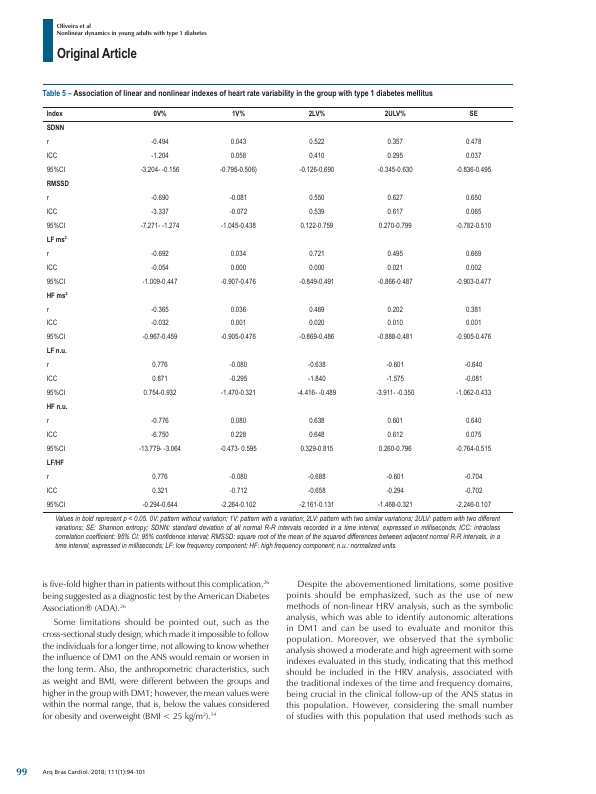 Oliveira et al
Nonlinear dynamics in young adults with type 1 diabetes
Original Article
Table 5 – Association of linear and nonlinear indexes of heart rate variability in the group with type 1 diabetes mellitus
Index 0V% 1V% 2LV% 2ULV% SE
SDNN
r -0.494 0.043 0.522 0.357 0.478
ICC -1.204 0.058 0.410 0.295 0.037
95%CI -3.204- -0.156 -0.795-0.506) -0.126-0.690 -0.345-0.630 -0.836-0.495
RMSSD
r -0.690 -0.081 0.550 0.627 0.650
ICC -3.337 -0.072 0.539 0.617 0.065
95%CI -7.271- -1.274 -1.045-0.438 0.122-0.759 0.270-0.799 -0.782-0.510
LF ms²
r -0.692 0.034 0.721 0.495 0.669
ICC -0.054 0.000 0.000 0.021 0.002
95%CI -1.009-0.447 -0.907-0.476 -0.849-0.491 -0.866-0.487 -0.903-0.477
HF ms²
r -0.365 0.036 0.469 0.202 0.381
ICC -0.032 0.001 0.020 0.010 0.001
95%CI -0.967-0.459 -0.905-0.476 -0.869-0.486 -0.888-0.481 -0.905-0.476
LF n.u.
r 0.776 -0.080 -0.638 -0.601 -0.640
ICC 0.871 -0.295 -1.840 -1.575 -0.081
95%CI 0.754-0.932 -1.470-0.321 -4.416- -0.489 -3.911- -0.350 -1.062-0.433
HF n.u.
r -0.776 0.080 0.638 0.601 0.640
ICC -6.750 0.228 0.648 0.612 0.075
95%CI -13.779- -3.064 -0.473- 0.595 0.329-0.815 0.260-0.796 -0.764-0.515
LF/HF
r 0.776 -0.080 -0.688 -0.601 -0.704
ICC 0.321 -0.712 -0.658 -0.294 -0.702
95%CI -0.294-0.644 -2.264-0.102 -2.161-0.131 -1.468-0.321 -2.246-0.107
Values in bold represent p < 0.05. 0V: pattern without variation; 1V: pattern with a variation; 2LV: pattern with two similar variations; 2ULV: pattern with two different
variations; SE: Shannon entropy; SDNN: standard deviation of all normal R-R intervals recorded in a time interval, expressed in milliseconds; ICC: intraclass
correlation coefficient; 95% CI: 95% confidence interval; RMSSD: square root of the mean of the squared differences between adjacent normal R-R intervals, in a
time interval, expressed in milliseconds; LF: low frequency component; HF: high frequency component; n.u.: normalized units.
is five-fold higher than in patients without this complication,²⁶
being suggested as a diagnostic test by the American Diabetes
Association® (ADA).²⁶
Some limitations should be pointed out, such as the
cross-sectional study design, which made it impossible to follow
the individuals for a longer time, not allowing to know whether
the influence of DM1 on the ANS would remain or worsen in
the long term. Also, the anthropometric characteristics, such
as weight and BMI, were different between the groups and
higher in the group with DM1; however, the mean values were
within the normal range, that is, below the values considered
for obesity and overweight (BMI < 25 kg/m²).¹⁴
Despite the abovementioned limitations, some positive
points should be emphasized, such as the use of new
methods of non-linear HRV analysis, such as the symbolic
analysis, which was able to identify autonomic alterations
in DM1 and can be used to evaluate and monitor this
population. Moreover, we observed that the symbolic
analysis showed a moderate and high agreement with some
indexes evaluated in this study, indicating that this method
should be included in the HRV analysis, associated with
the traditional indexes of the time and frequency domains,
being crucial in the clinical follow-up of the ANS status in
this population. However, considering the small number
of studies with this population that used methods such as
99 Arq Bras Cardiol. 2018; 111(1):94-101